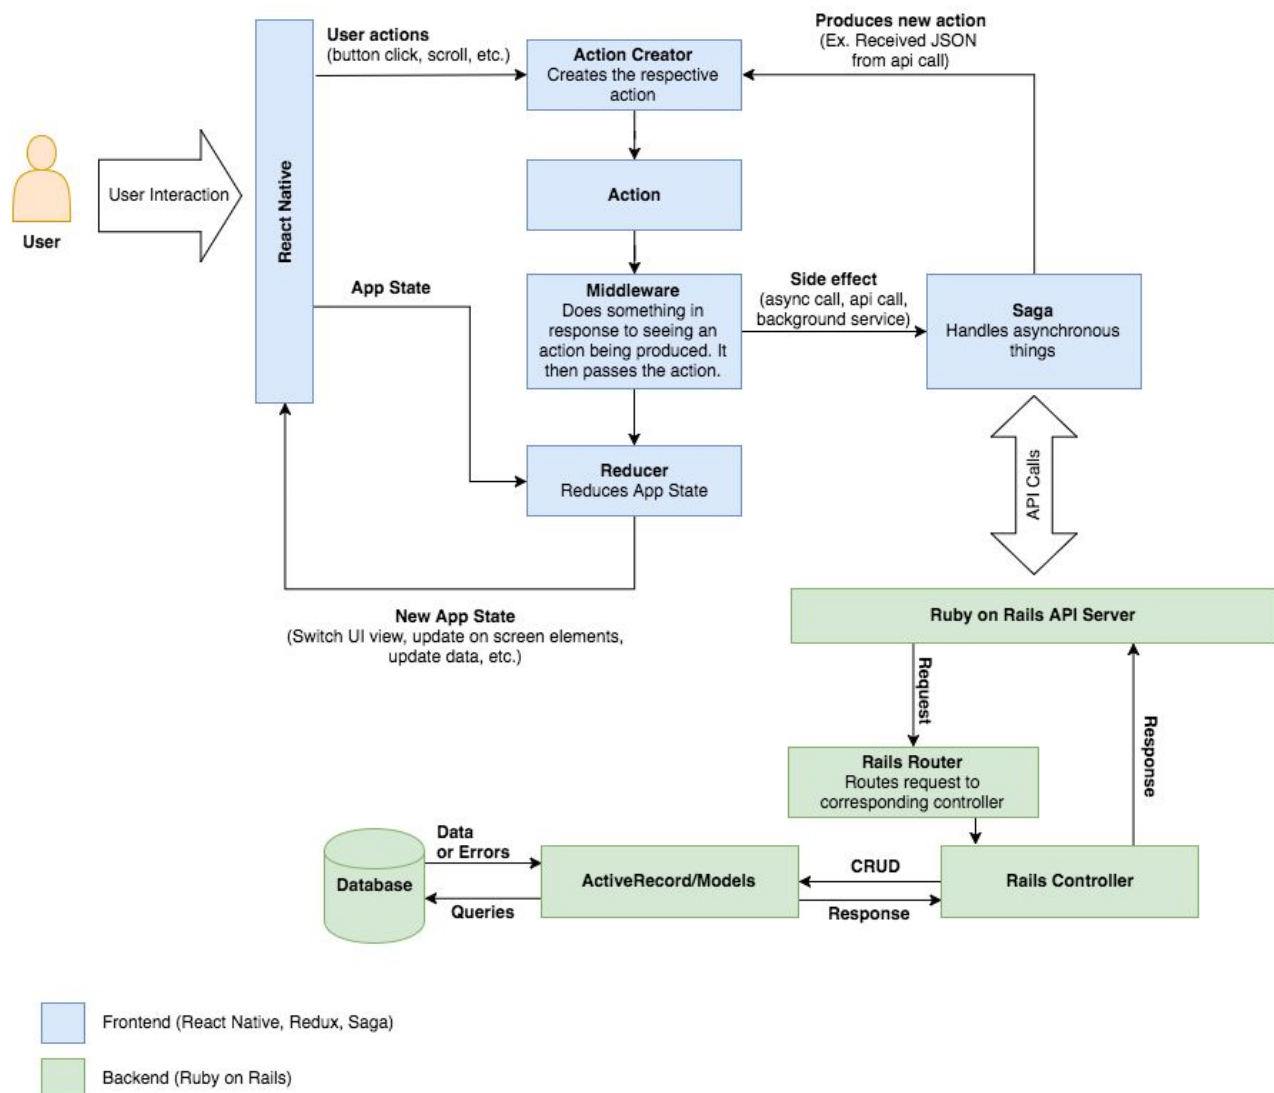 User actions
(button click, scroll, etc.)
Action Creator
Creates the respective
action
Produces new action
(Ex. Received JSON
from api call)
User
User Interaction
React Native
Action
App State
Middleware
Does something in
response to seeing an
action being produced. It
then passes the action.
Side effect
(async call, api call,
background service)
Saga
Handles asynchronous
things
Reducer
Reduces App State
API Calls
New App State
(Switch UI view, update on screen elements,
update data, etc.)
Ruby on Rails API Server
Request
Response
Rails Router
Routes request to
corresponding controller
Database
Data
or Errors
Queries
ActiveRecord/Models
CRUD
Response
Rails Controller
Frontend (React Native, Redux, Saga)
Backend (Ruby on Rails)